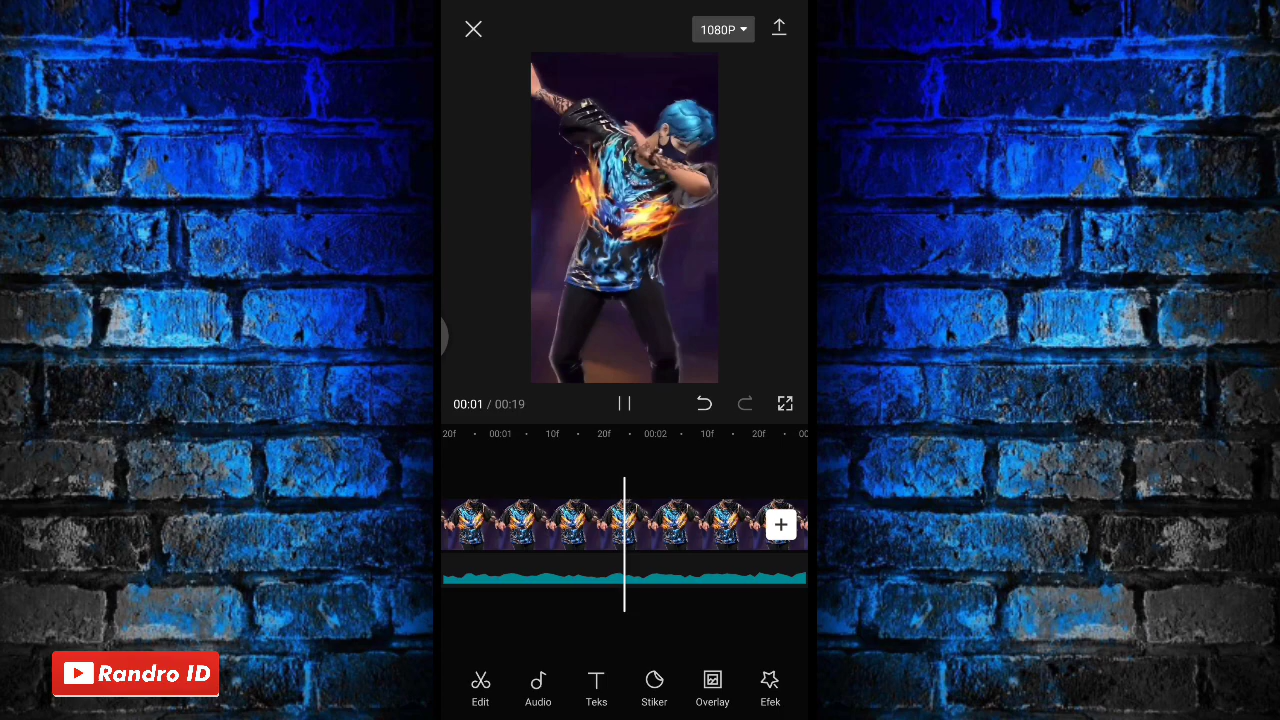 1080P
00:01 / 00:19
20f 00:01 10f 20f 00:02 10f 20f 00
Edit Audio Teks Stiker Overlay Efek
Randro ID